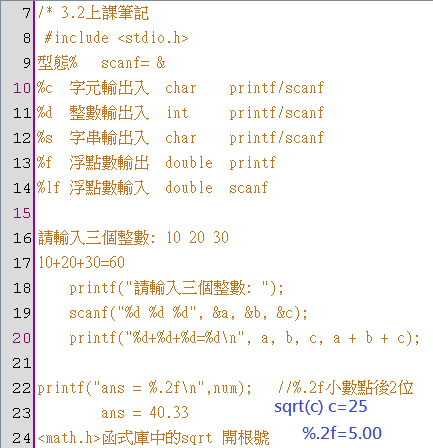 7 /* 3.2上課筆記
8 #include <stdio.h>
9 型態% scanf= &
10 %c 字元輸出入 char printf/scanf
11 %d 整數輸出入 int printf/scanf
12 %s 字串輸出入 char printf/scanf
13 %f 浮點數輸出 double printf
14 %lf 浮點數輸入 double scanf
15
16 請輸入三個整數: 10 20 30
17 10+20+30=60
18 printf("請輸入三個整數: ");
19 scanf("%d %d %d", &a, &b, &c);
20 printf("%d+%d+%d=%d\n", a, b, c, a + b + c);
21
22 printf("ans = %.2f\n",num); //%.2f小數點後2位
23 ans = 40.33 sqrt(c) c=25
24 <math.h>函式庫中的sqrt 開根號 %.2f=5.00